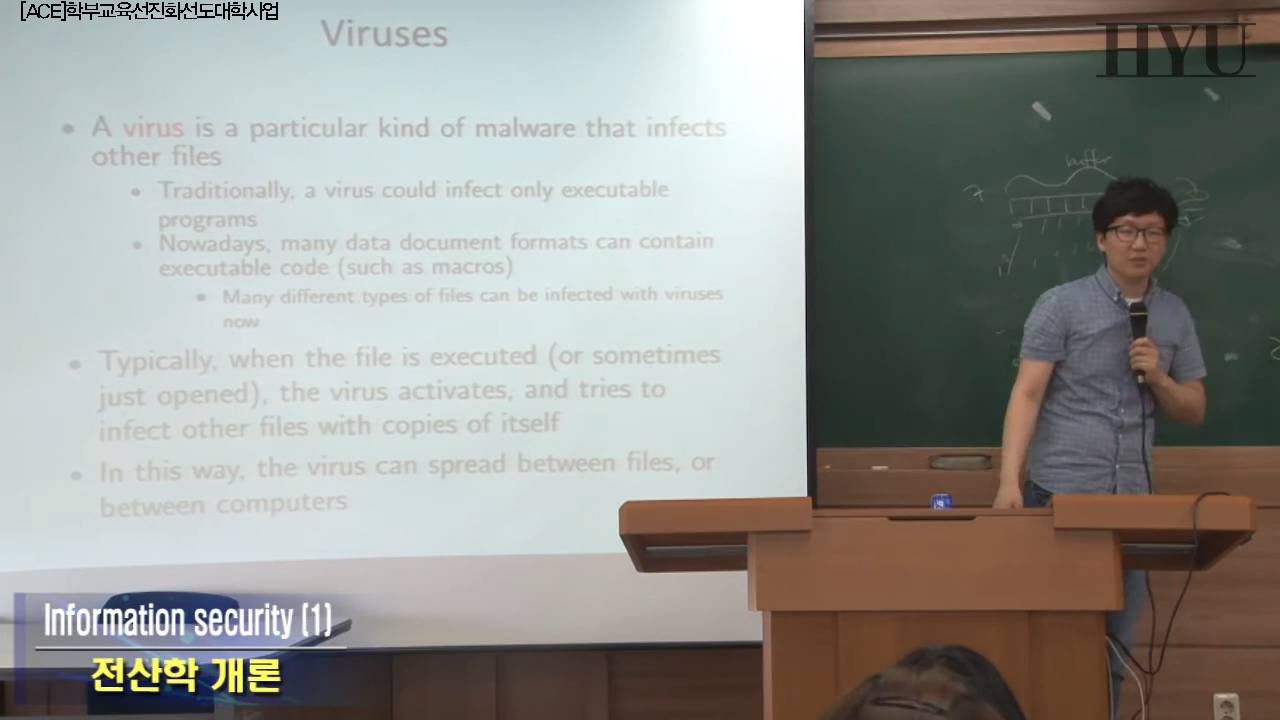 [ACE]학부교육선진화선도대학사업
HYU
Viruses
• A virus is a particular kind of malware that infects
other files
• Traditionally, a virus could infect only executable
programs
• Nowadays, many data document formats can contain
executable code (such as macros)
• Many different types of files can be infected with viruses
now
• Typically, when the file is executed (or sometimes
just opened), the virus activates, and tries to
infect other files with copies of itself
• In this way, the virus can spread between files, or
between computers
buffer
Information security (1)
전산학 개론